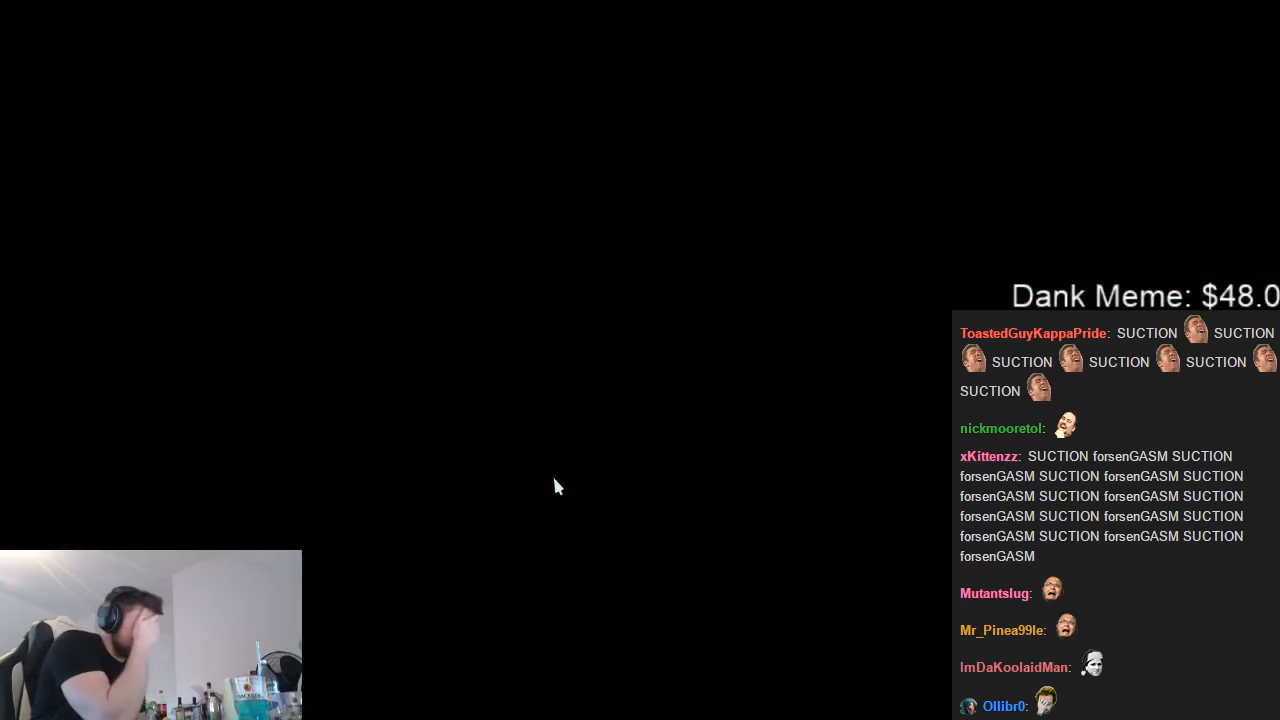 Dank Meme: $48.0
ToastedGuyKappaPride: SUCTION SUCTION
SUCTION SUCTION SUCTION
SUCTION
nickmooretol:
xKittenzz: SUCTION forsenGASM SUCTION
forsenGASM SUCTION forsenGASM SUCTION
forsenGASM SUCTION forsenGASM SUCTION
forsenGASM SUCTION forsenGASM SUCTION
forsenGASM SUCTION forsenGASM SUCTION
forsenGASM
Mutantslug:
Mr_Pinea99le:
ImDaKoolaidMan:
Ollibr0:
BACARDI